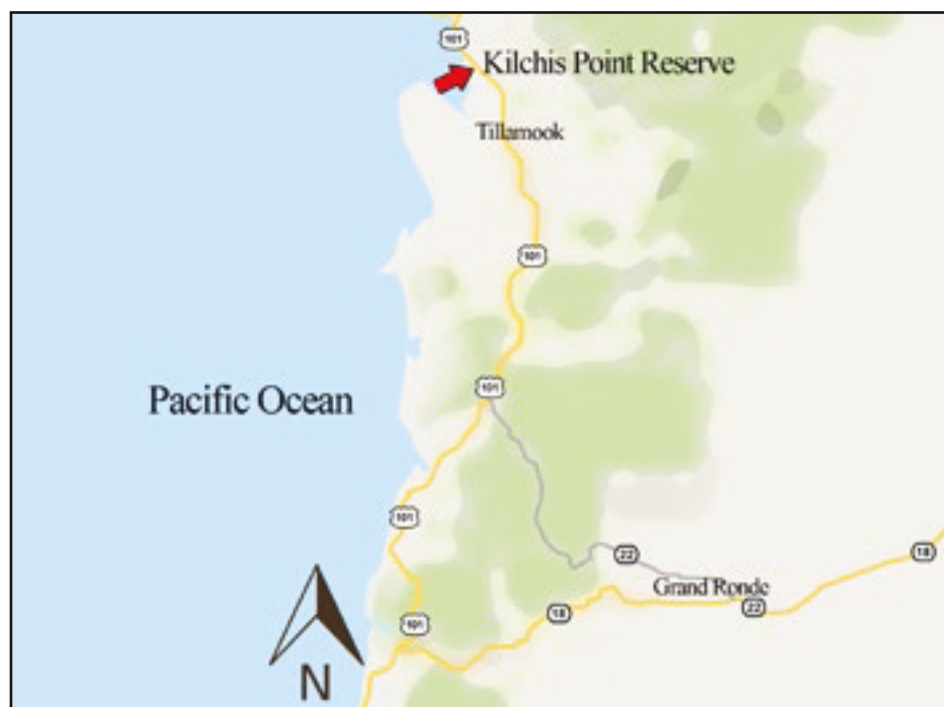 101
Kilchis Point Reserve
Tillamook
101
101
Pacific Ocean
101
22
18
Grand Ronde
22
18
101
N